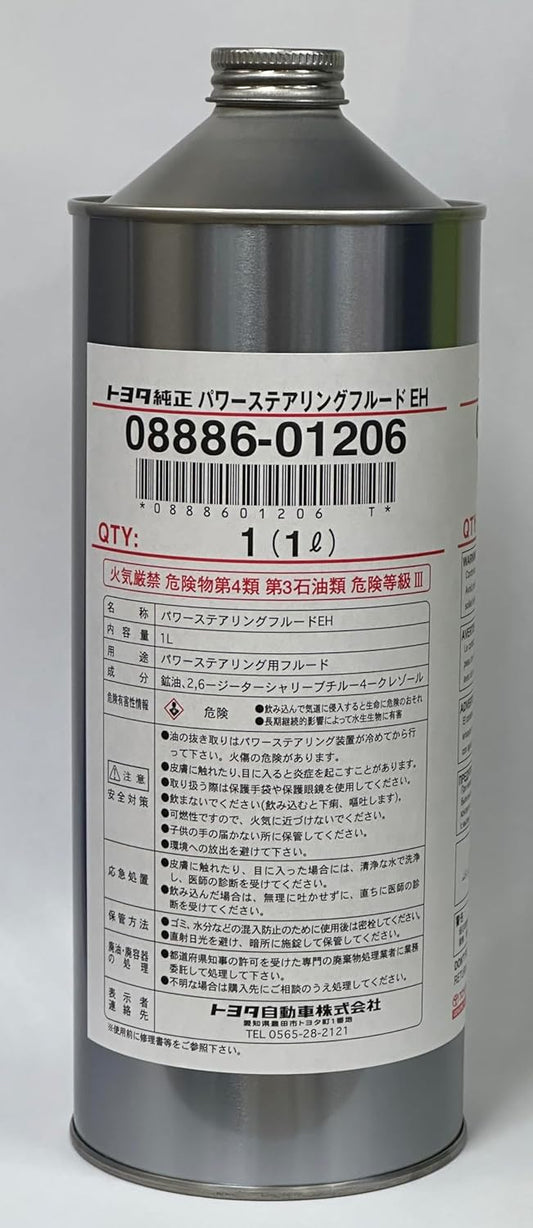 トヨタ純正 パワーステアリングフルード EH
08886-01206
*0888601206 T*
QTY: 1(1ℓ)
火気厳禁 危険物第4類 第3石油類 危険等級Ⅲ
名称 パワーステアリングフルードEH
内容量 1L
用途 パワーステアリング用フルード
成分 鉱油、2,6-ジーターシャリーブチルー4-クレゾール
危険有害性情報 危険 ●飲み込んで気道に侵入すると生命に危険のおそれ
●長期継続的影響によって水生生物に有害
注意
安全対策
●油の抜き取りはパワーステアリング装置が冷めてから行
って下さい。火傷の危険があります。
●皮膚に触れたり、目に入ると炎症を起こすことがあります。
●取り扱う際は保護手袋や保護眼鏡を使用してください。
●飲まないでください(飲み込むと下痢、嘔吐します)。
●可燃性ですので、火気に近づけないでください。
●子供の手の届かない所に保管してください。
●環境への放出を避けて下さい。
応急処置
●皮膚に触れたり、目に入った場合には、清浄な水で洗浄
し、医師の診断を受けてください。
●飲み込んだ場合は、無理に吐かせずに、直ちに医師の診
断を受けてください。
保管方法
●ゴミ、水分などの混入防止のために使用後は密栓してください。
●直射日光を避け、暗所に施錠して保管してください。
廃油・廃容器
の処理
●都道府県知事の許可を受けた専門の廃棄物処理業者に業務
委託して処理して下さい。
●不明な場合は購入先にご相談のうえ処理してください。
表示者
連絡先
トヨタ自動車株式会社
愛知県豊田市トヨタ町1番地
TEL 0565-28-2121
※使用前に修理書等をご参照下さい。
QTY